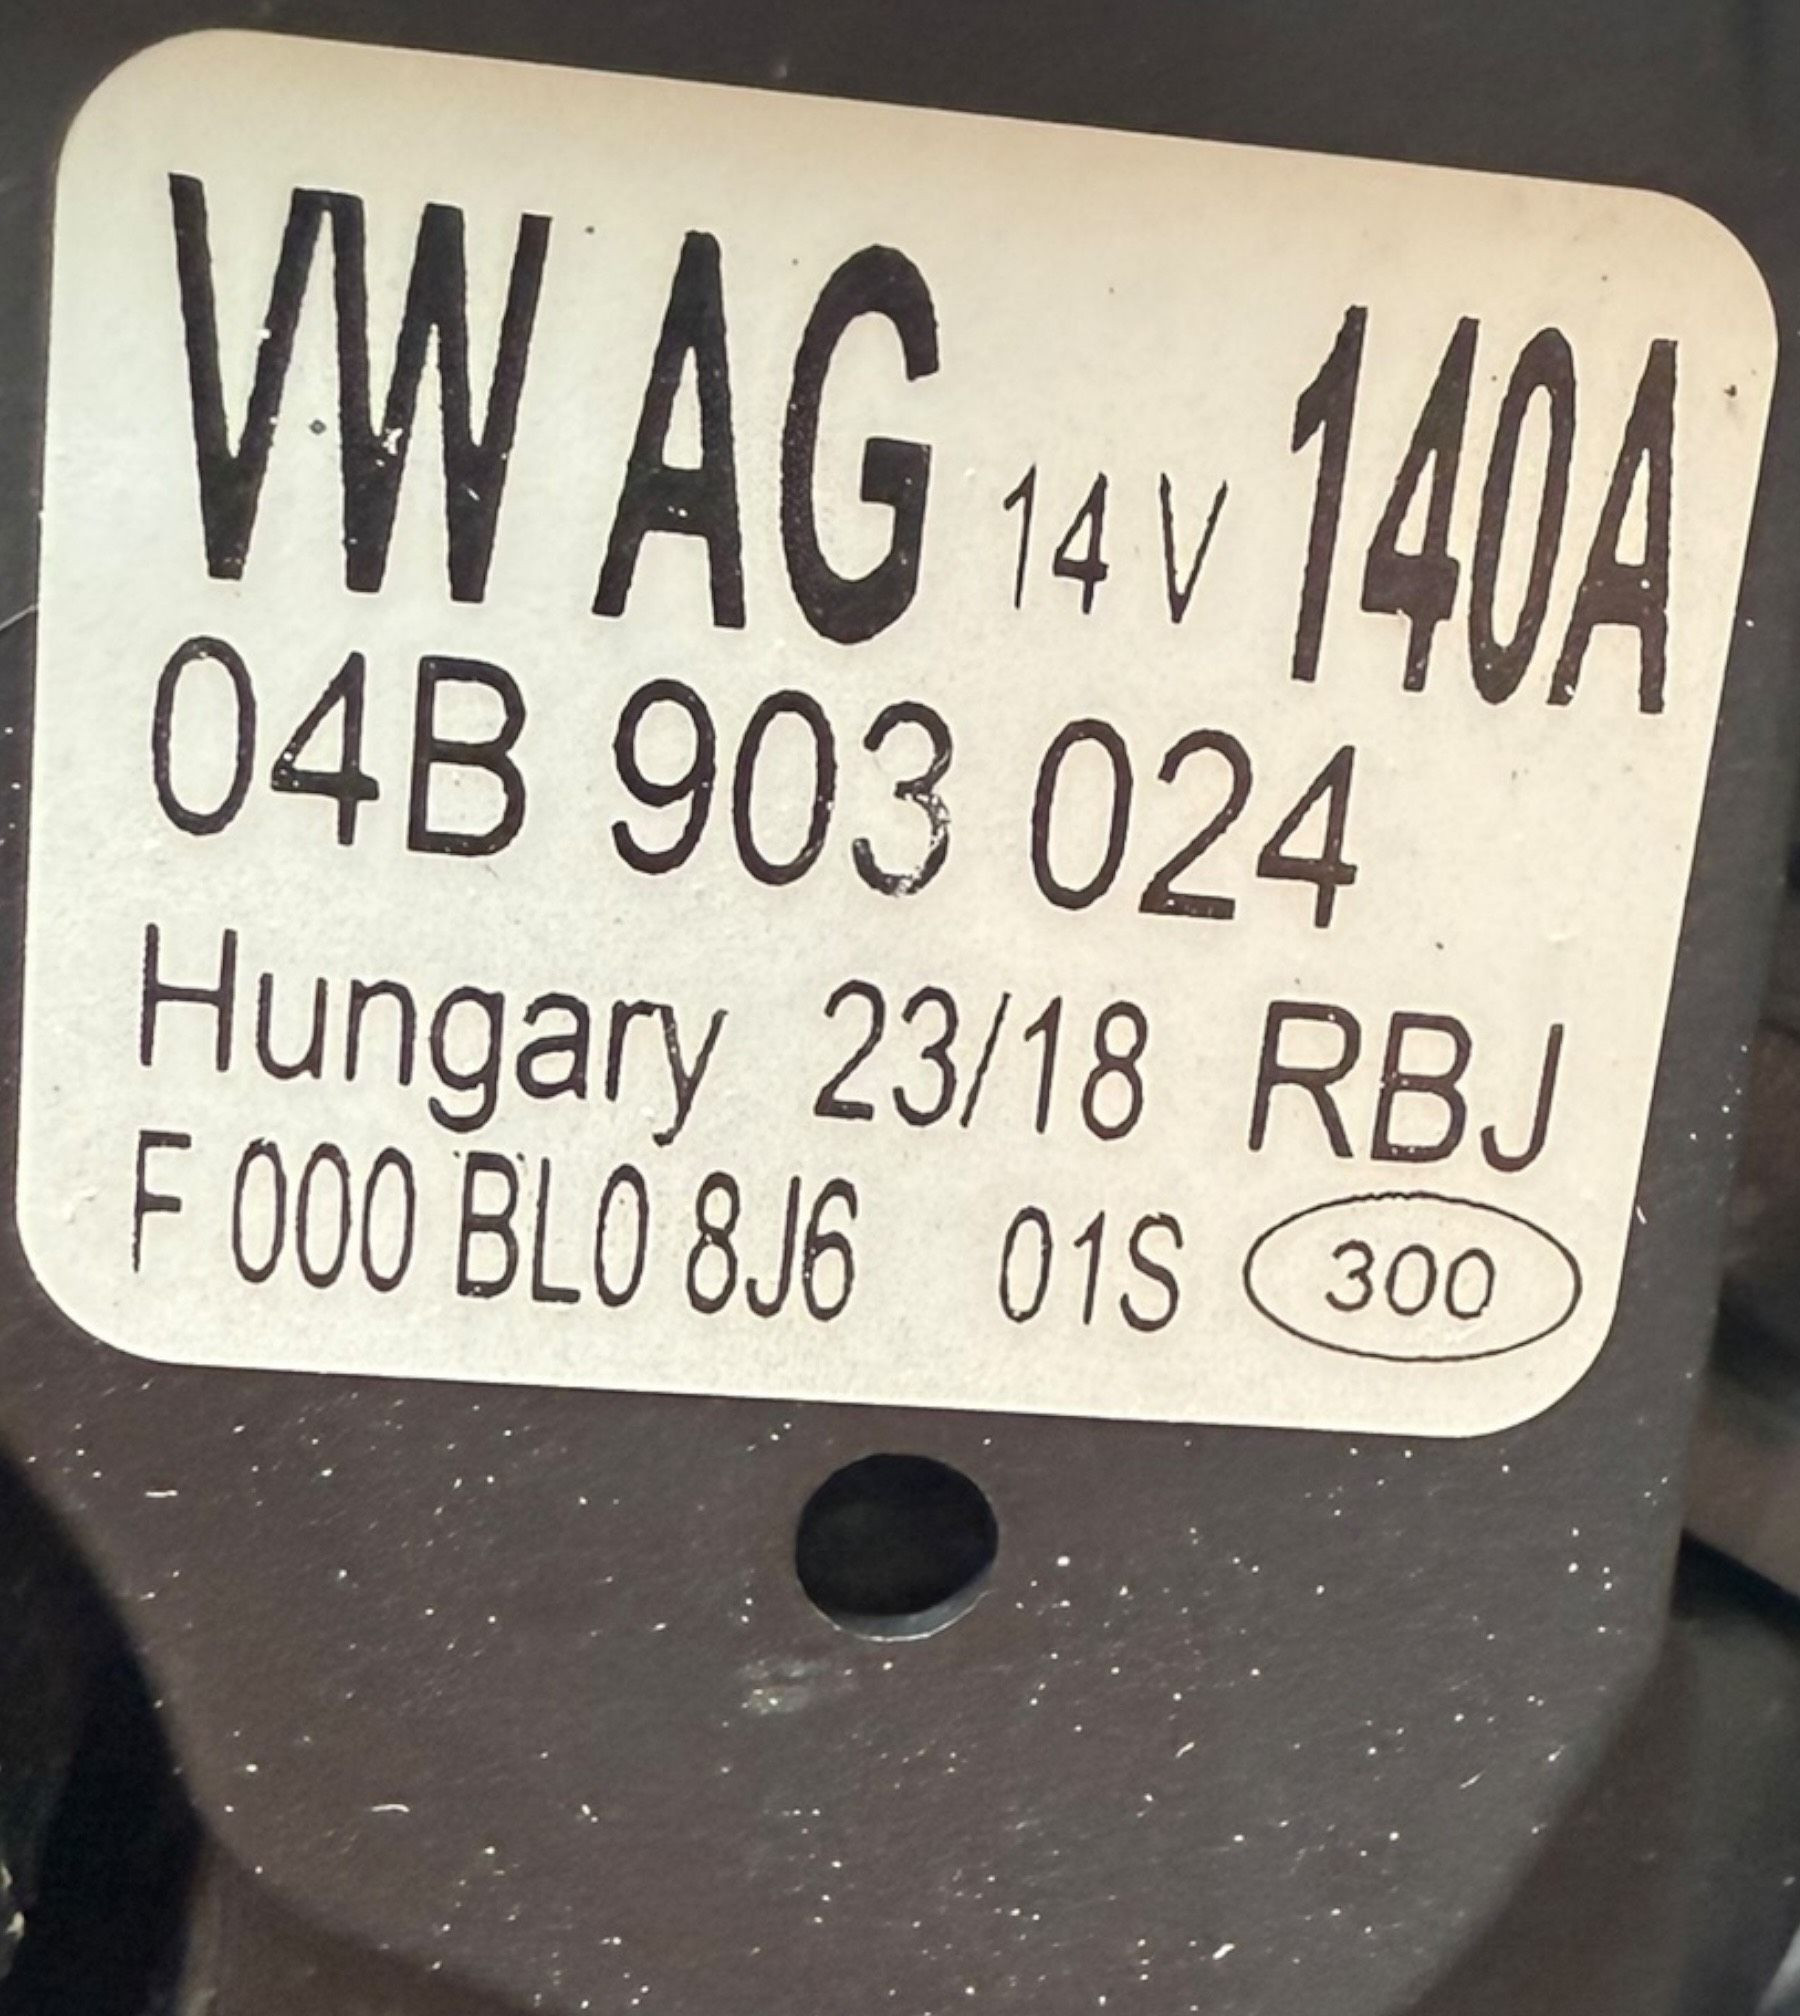 VW AG 14 V 140A
04B 903 024
Hungary 23/18 RBJ
F 000 BL0 8J6 01S 300